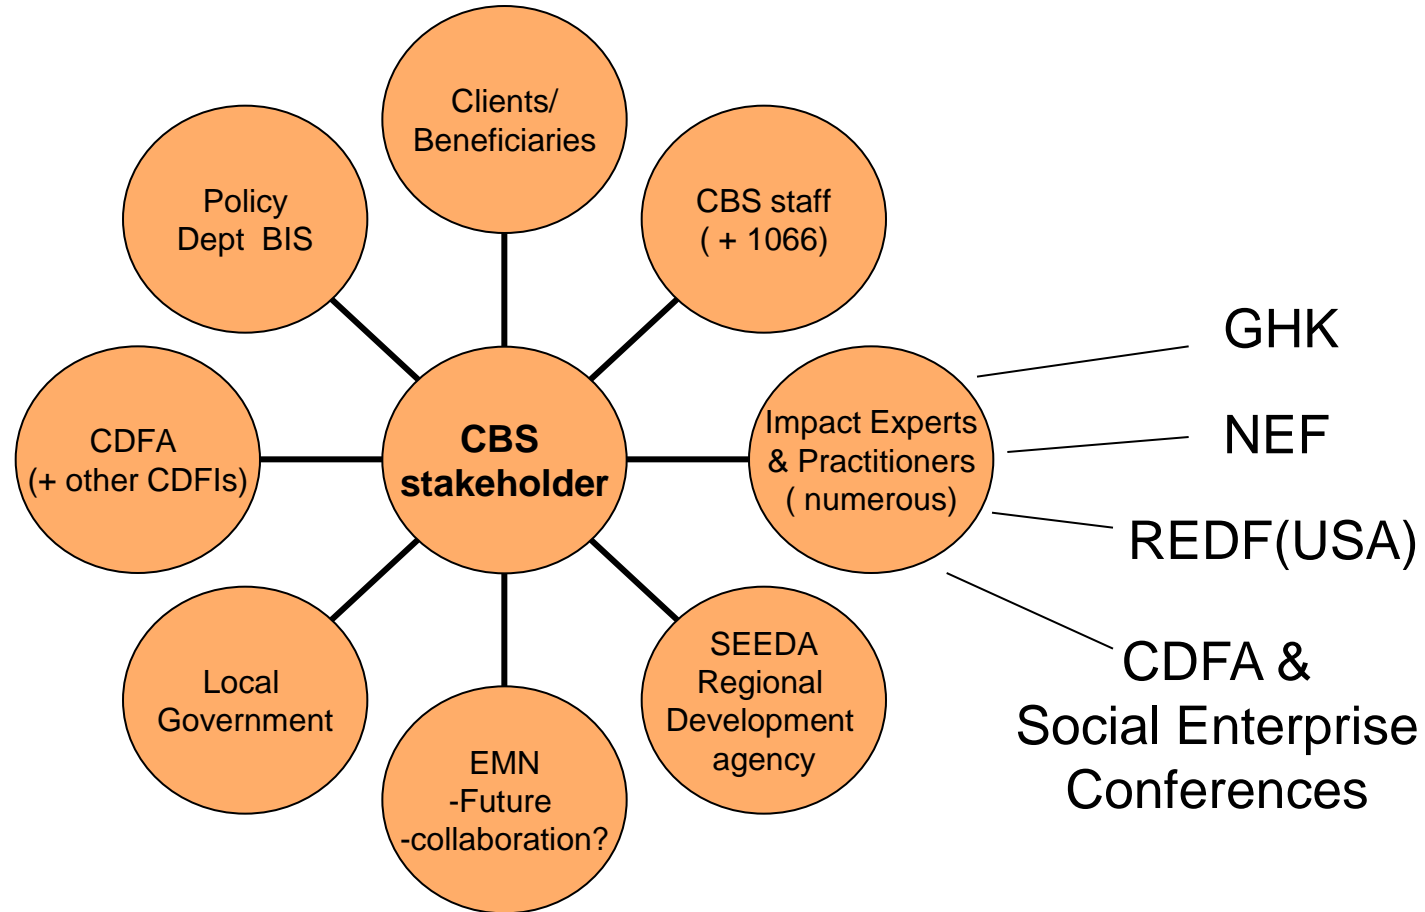 Clients/
Beneficiaries
Policy
Dept BIS
CBS staff
( + 1066)
CDFA
(+ other CDFIs)
CBS
stakeholder
Impact Experts
& Practitioners
( numerous)
Local
Government
EMN
-Future
-collaboration?
SEEDA
Regional
Development
agency
GHK
NEF
REDF(USA)
CDFA &
Social Enterprise
Conferences